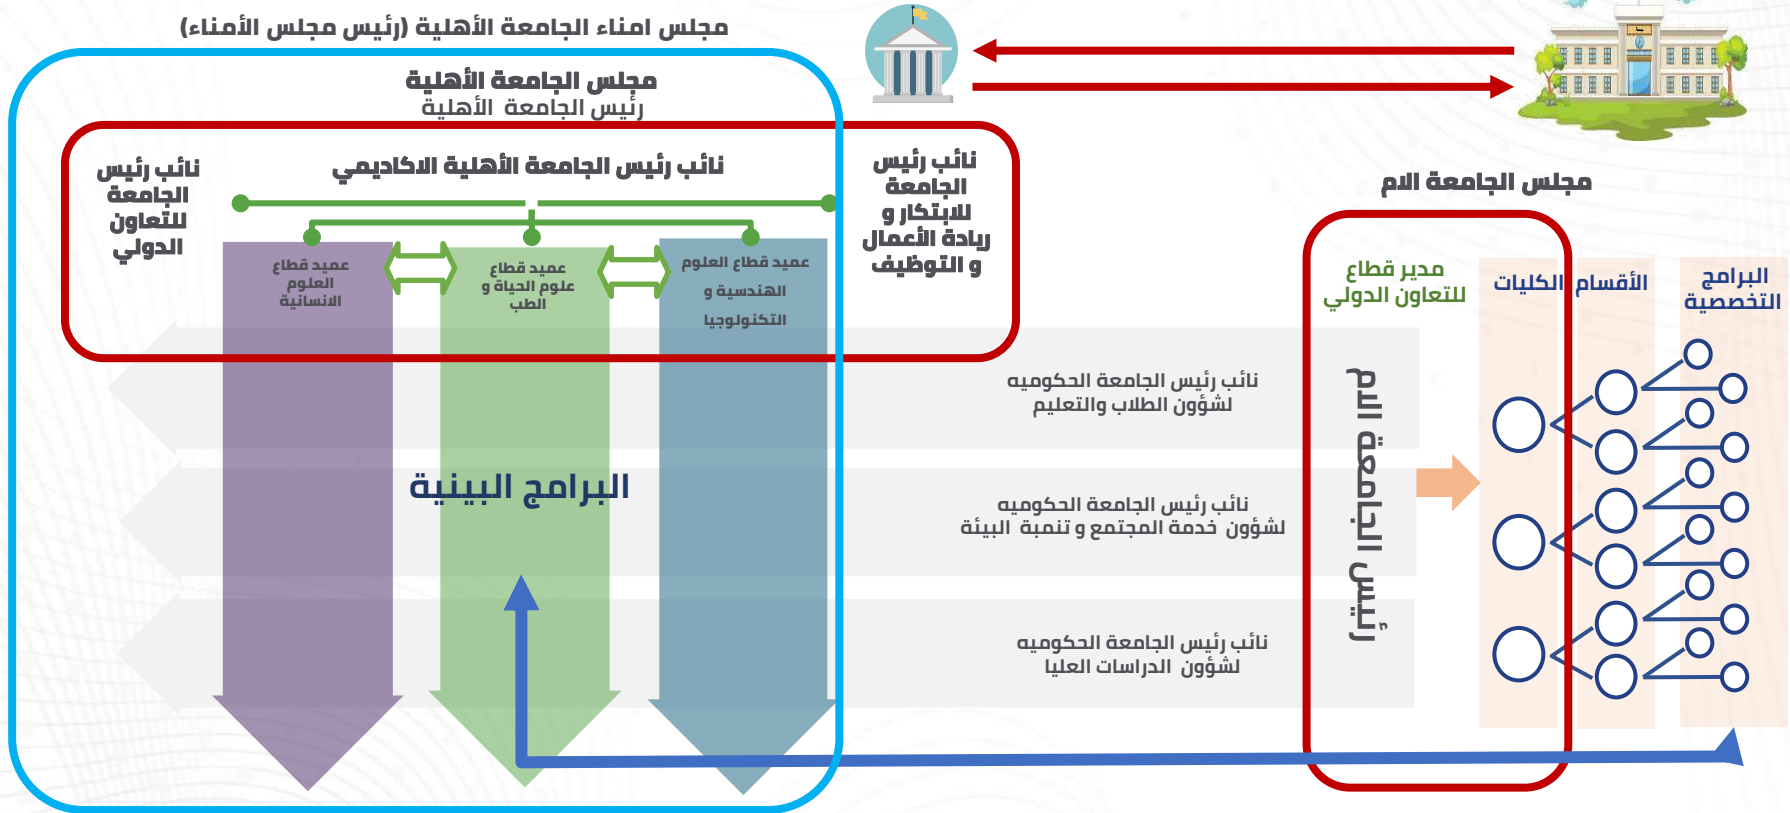 مجلس امناء الجامعة الأهلية (رئيس مجلس الأمناء)
مجلس الجامعة الأهلية
رئيس الجامعة الأهلية
نائب رئيس
الجامعة
للابتكار و
ريادة الأعمال
و التوظيف
نائب رئيس الجامعة الأهلية الاكاديمي
نائب رئيس
الجامعة
للتعاون
الدولي
عميد قطاع العلوم
الهندسية و
التكنولوجيا
عميد قطاع
علوم الحياة و
الطب
عميد قطاع
العلوم
الانسانية
البرامج البينية
مجلس الجامعة الام
مدير قطاع
للتعاون الدولي
رئيس الجامعة الام
الكليات
الأقسام
البرامج
التخصصية
نائب رئيس الجامعة الحكوميه
لشؤون الطلاب والتعليم
نائب رئيس الجامعة الحكوميه
لشؤون خدمة المجتمع و تنمبة البيئة
نائب رئيس الجامعة الحكوميه
لشؤون الدراسات العليا